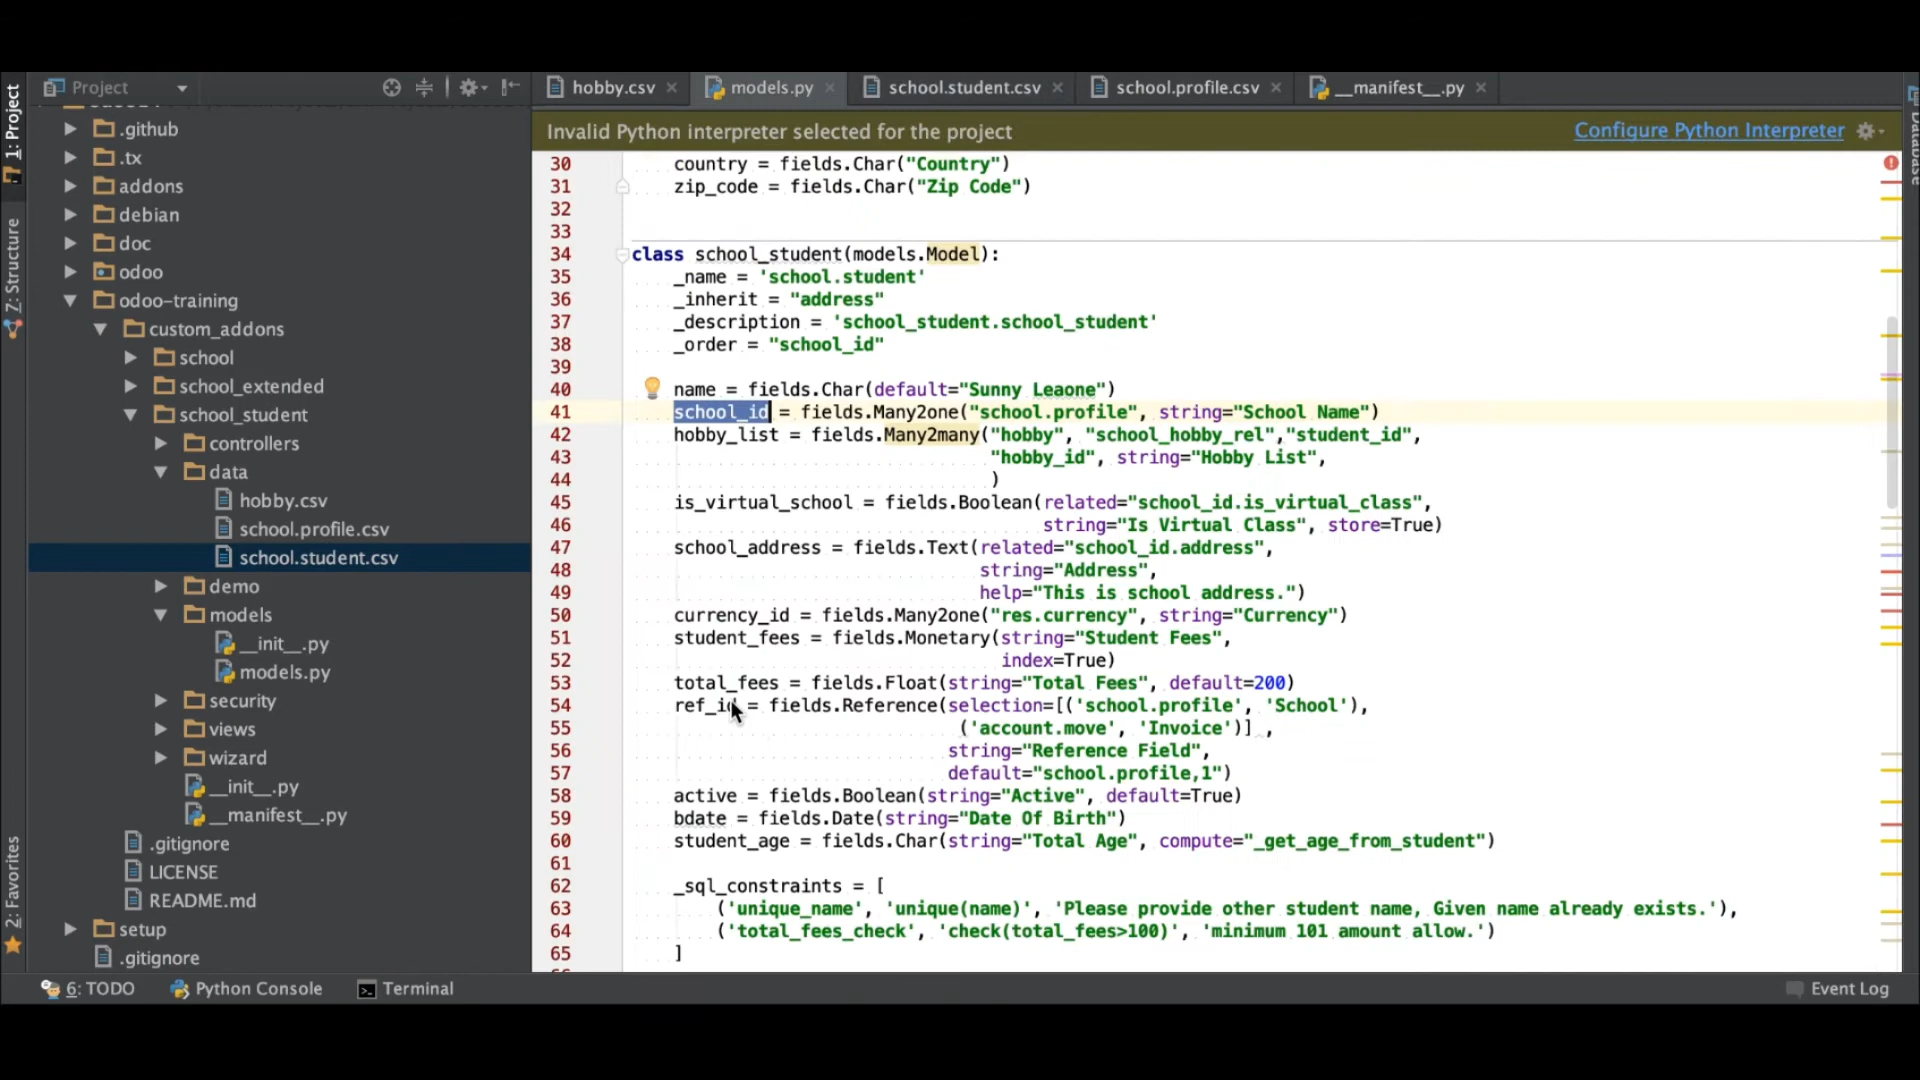 Project
hobby.csv
models.py
school.student.csv
school.profile.csv
__manifest__.py
1: Project
Z: Structure
2: Favorites
Database
.github
.tx
addons
debian
doc
odoo
odoo-training
custom_addons
school
school_extended
school_student
controllers
data
hobby.csv
school.profile.csv
school.student.csv
demo
models
__init__.py
models.py
security
views
wizard
__init__.py
__manifest__.py
.gitignore
LICENSE
README.md
setup
.gitignore
Invalid Python interpreter selected for the project
Configure Python Interpreter
30 country = fields.Char("Country")
31 zip_code = fields.Char("Zip Code")
32
33
34 class school_student(models.Model):
35 _name = 'school.student'
36 _inherit = "address"
37 _description = 'school_student.school_student'
38 _order = "school_id"
39
40 name = fields.Char(default="Sunny Leaone")
41 school_id = fields.Many2one("school.profile", string="School Name")
42 hobby_list = fields.Many2many("hobby", "school_hobby_rel","student_id",
43 "hobby_id", string="Hobby List",
44 )
45 is_virtual_school = fields.Boolean(related="school_id.is_virtual_class",
46 string="Is Virtual Class", store=True)
47 school_address = fields.Text(related="school_id.address",
48 string="Address",
49 help="This is school address.")
50 currency_id = fields.Many2one("res.currency", string="Currency")
51 student_fees = fields.Monetary(string="Student Fees",
52 index=True)
53 total_fees = fields.Float(string="Total Fees", default=200)
54 ref_id = fields.Reference(selection=[('school.profile', 'School'),
55 ('account.move', 'Invoice')] ,
56 string="Reference Field",
57 default="school.profile,1")
58 active = fields.Boolean(string="Active", default=True)
59 bdate = fields.Date(string="Date Of Birth")
60 student_age = fields.Char(string="Total Age", compute="_get_age_from_student")
61
62 _sql_constraints = [
63 ('unique_name', 'unique(name)', 'Please provide other student name, Given name already exists.'),
64 ('total_fees_check', 'check(total_fees>100)', 'minimum 101 amount allow.')
65 ]
6: TODO
Python Console
Terminal
Event Log